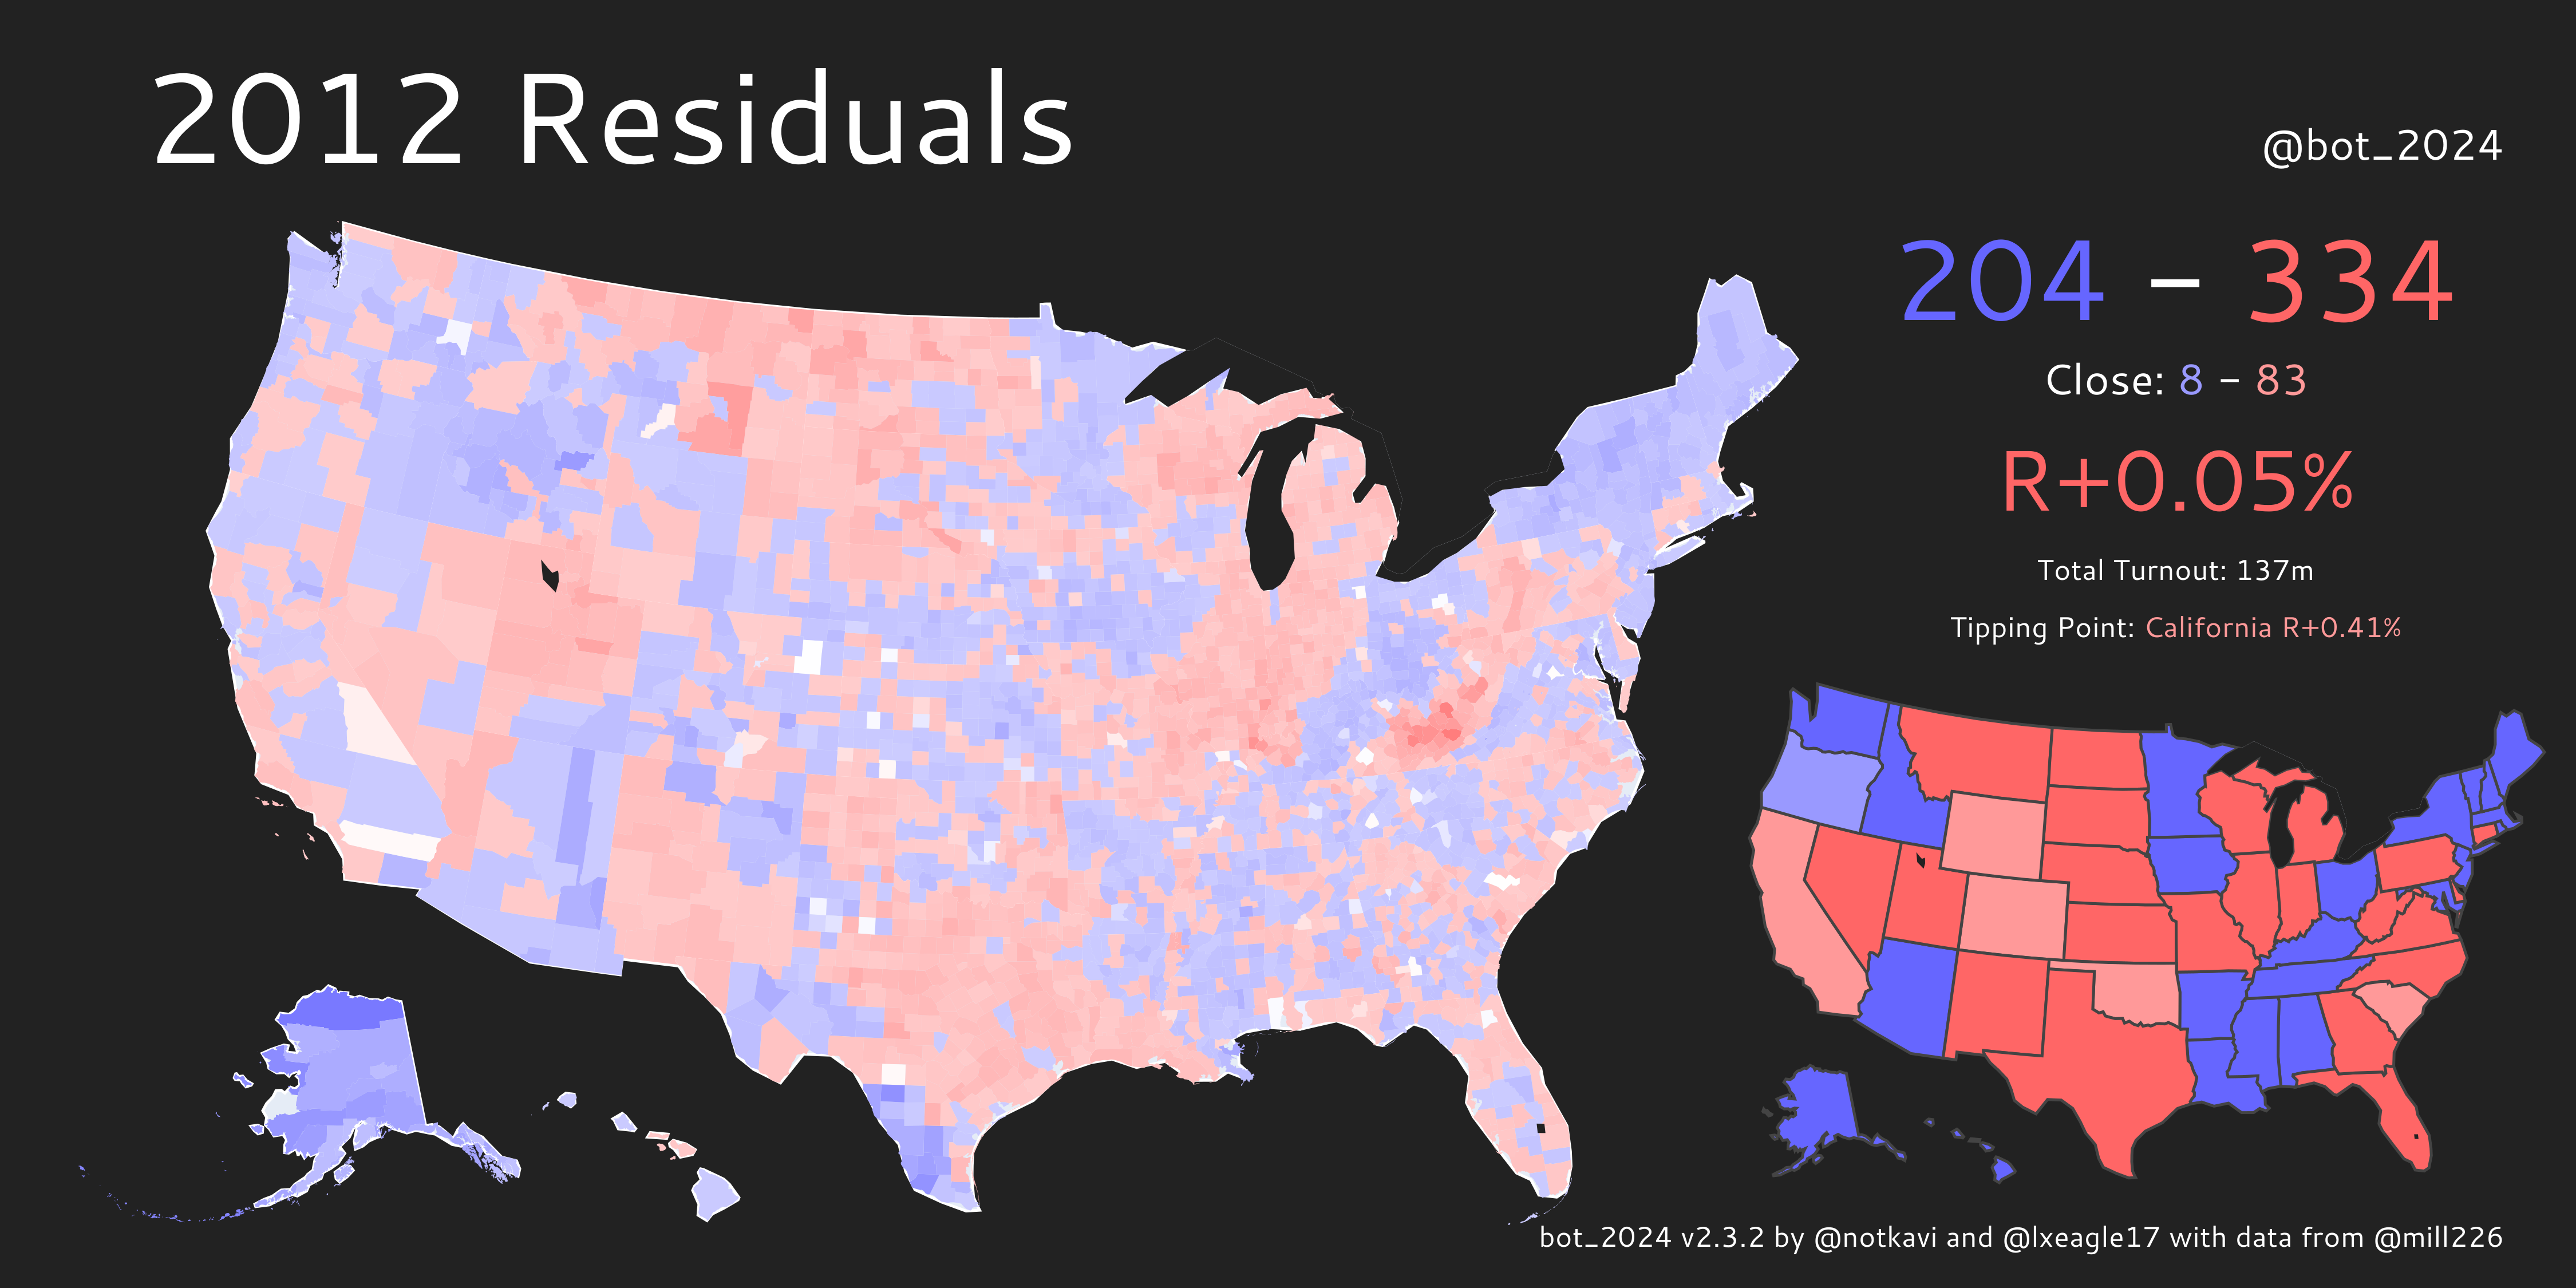 2012 Residuals
@bot_2024
204 – 334
Close: 8 – 83
R+0.05%
Total Turnout: 137m
Tipping Point: California R+0.41%
bot_2024 v2.3.2 by @notkavi and @lxeagle17 with data from @mill226